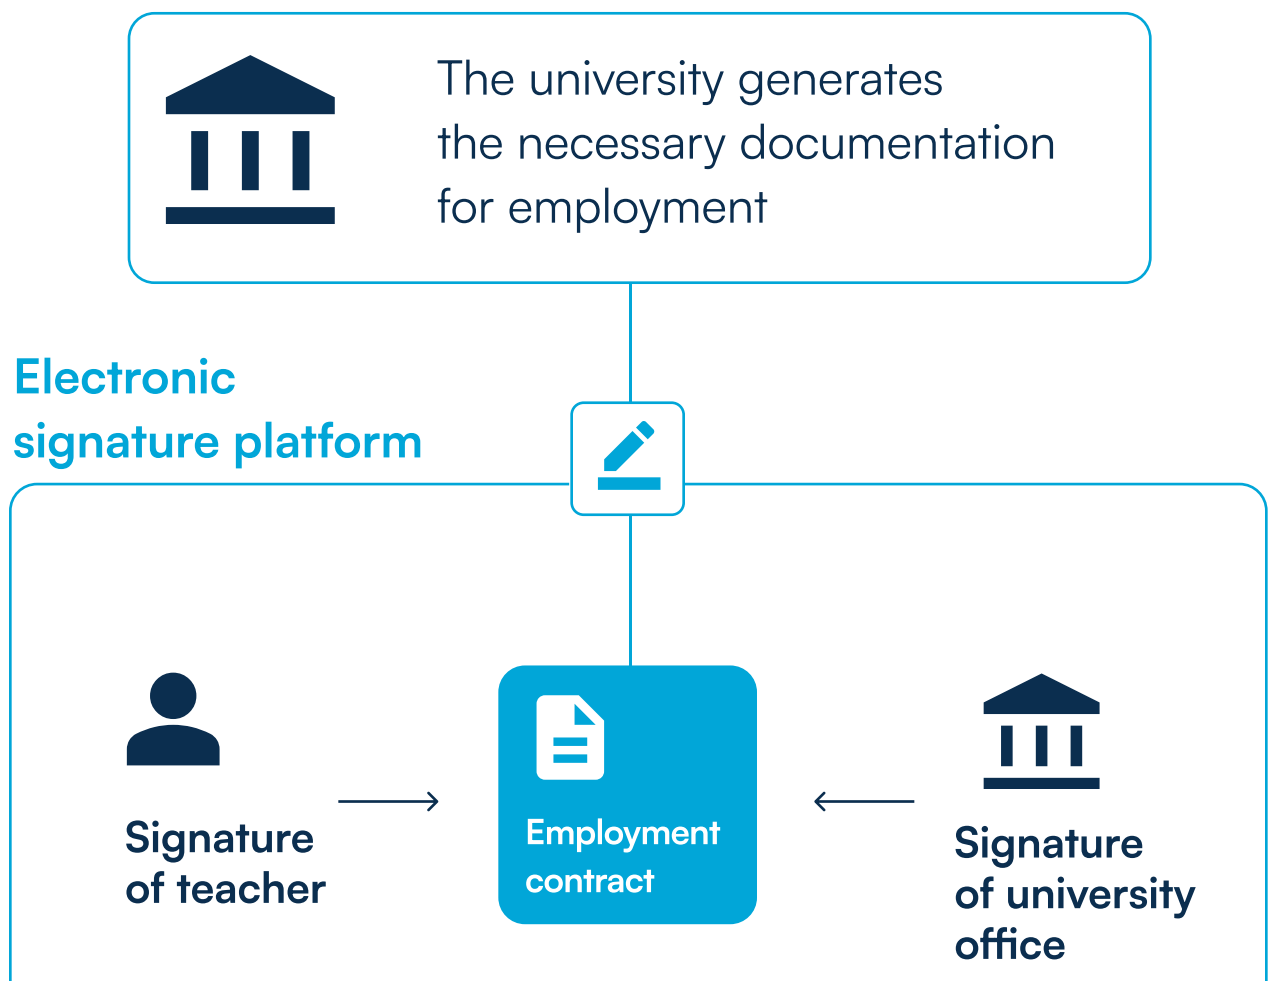 The university generates
the necessary documentation
for employment
Electronic
signature platform
Signature
of teacher
Employment
contract
Signature
of university
office